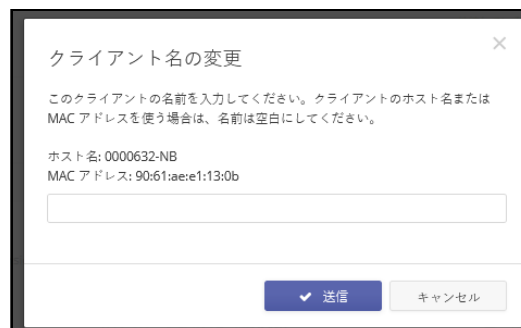 クライアント名の変更
このクライアントの名前を入力してください。クライアントのホスト名または
MAC アドレスを使う場合は、名前は空白にしてください。
ホスト名: 0000632-NB
MAC アドレス: 90:61:ae:e1:13:0b
送信
キャンセル